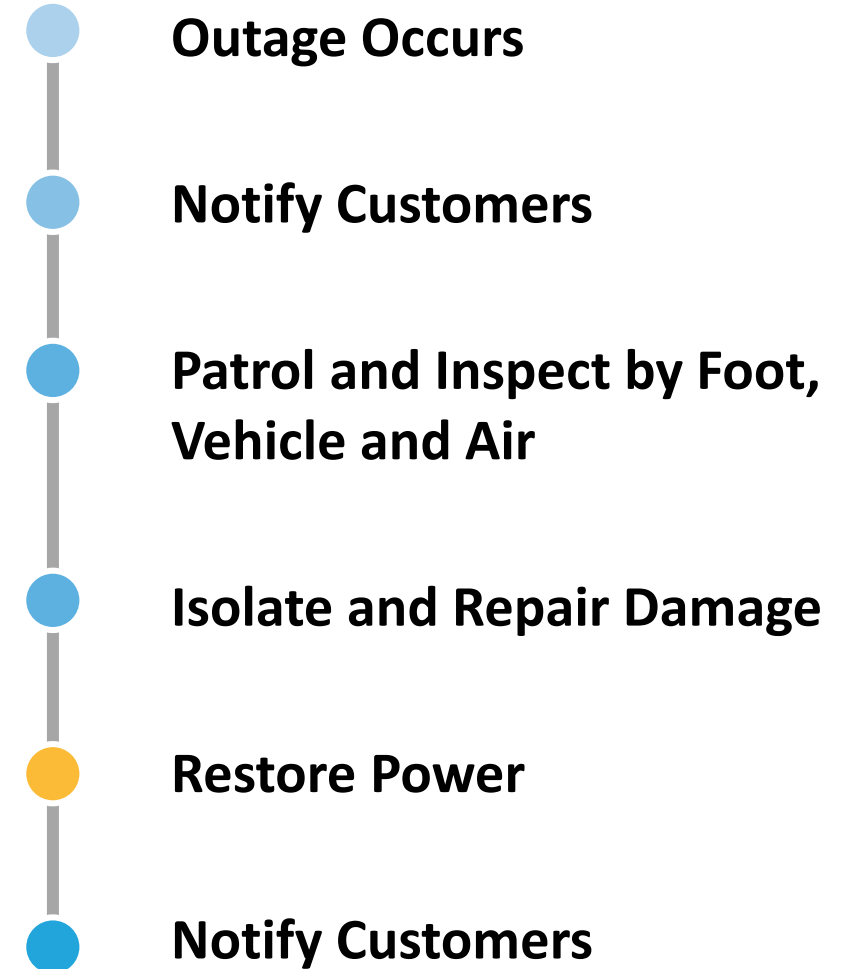 Outage Occurs
Notify Customers
Patrol and Inspect by Foot,
Vehicle and Air
Isolate and Repair Damage
Restore Power
Notify Customers